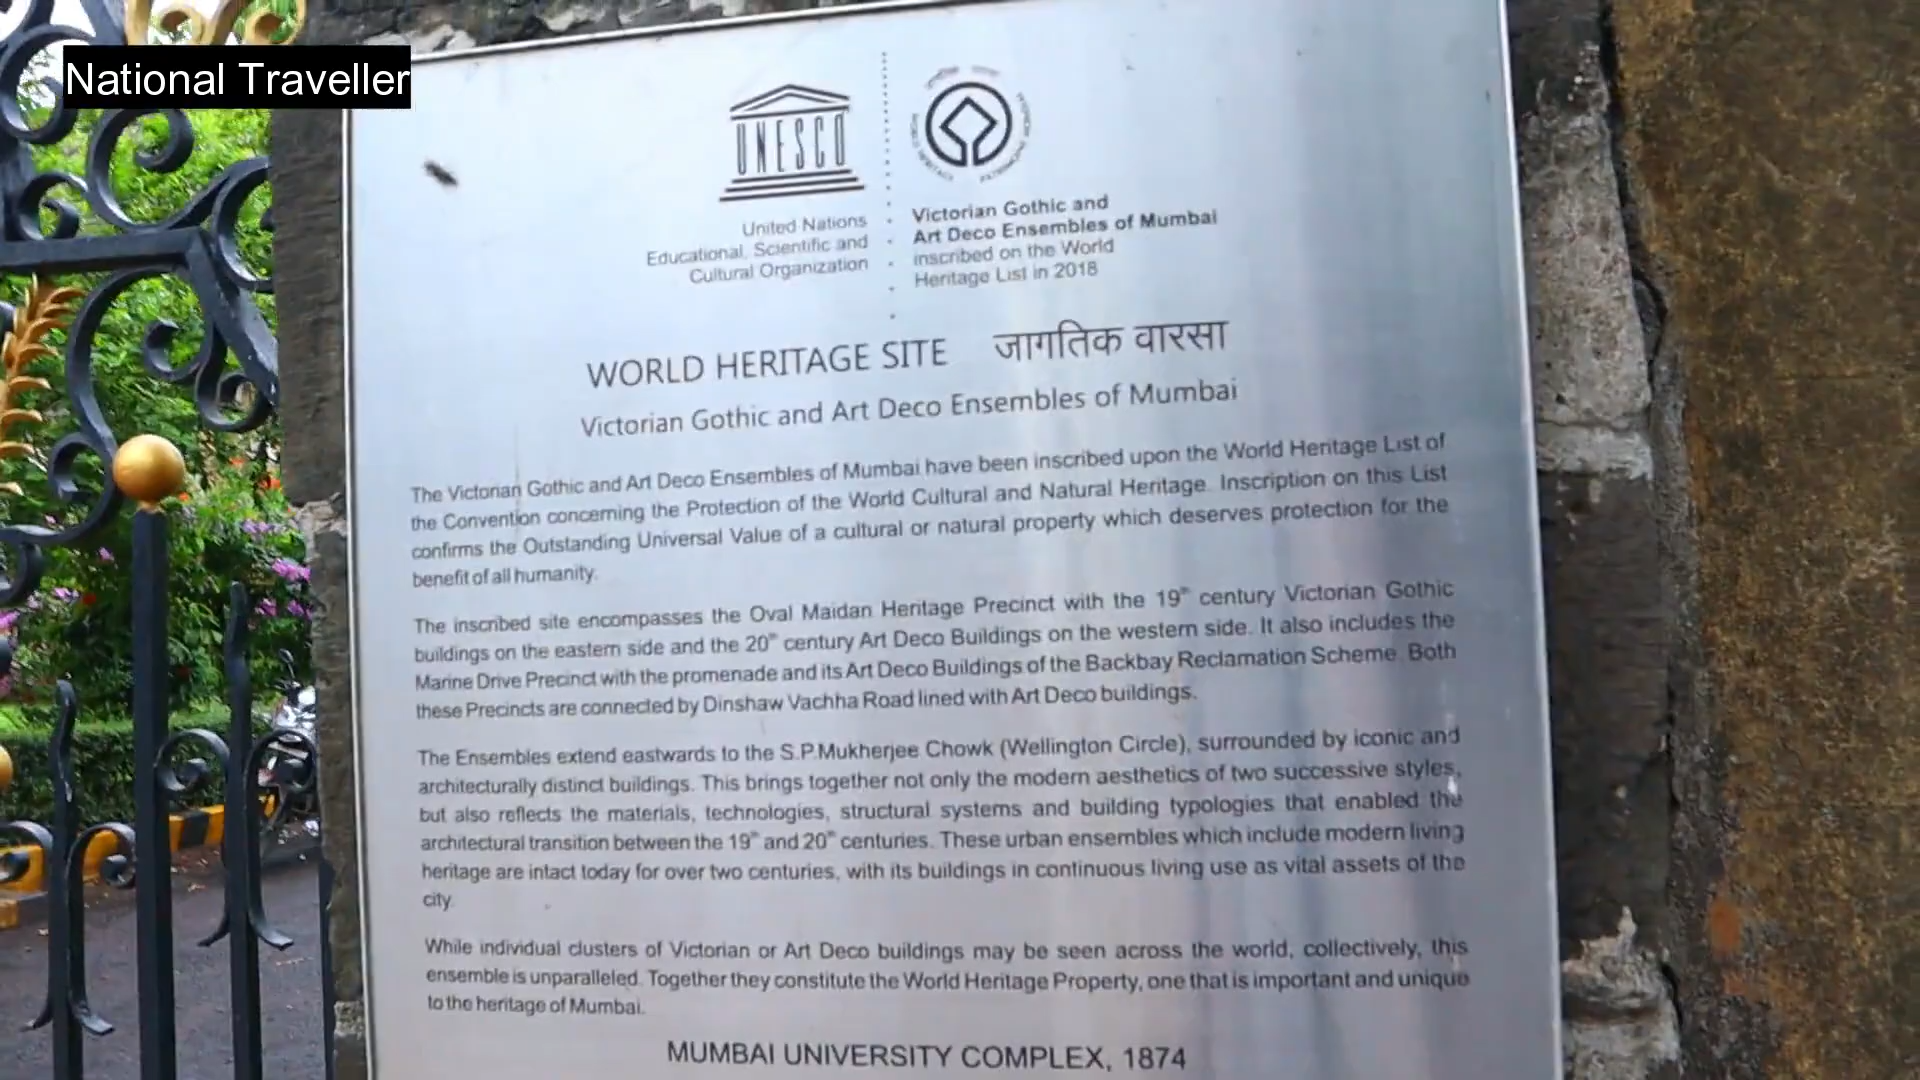 National Traveller
UNESCO
United Nations
Educational, Scientific and
Cultural Organization
Victorian Gothic and
Art Deco Ensembles of Mumbai
inscribed on the World
Heritage List in 2018
WORLD HERITAGE SITE जागतिक वारसा
Victorian Gothic and Art Deco Ensembles of Mumbai
The Victorian Gothic and Art Deco Ensembles of Mumbai have been inscribed upon the World Heritage List of
the Convention concerning the Protection of the World Cultural and Natural Heritage. Inscription on this List
confirms the Outstanding Universal Value of a cultural or natural property which deserves protection for the
benefit of all humanity.
The inscribed site encompasses the Oval Maidan Heritage Precinct with the 19th century Victorian Gothic
buildings on the eastern side and the 20th century Art Deco Buildings on the western side. It also includes the
Marine Drive Precinct with the promenade and its Art Deco Buildings of the Backbay Reclamation Scheme. Both
these Precincts are connected by Dinshaw Vachha Road lined with Art Deco buildings.
The Ensembles extend eastwards to the S.P.Mukherjee Chowk (Wellington Circle), surrounded by iconic and
architecturally distinct buildings. This brings together not only the modern aesthetics of two successive styles,
but also reflects the materials, technologies, structural systems and building typologies that enabled the
architectural transition between the 19th and 20th centuries. These urban ensembles which include modern living
heritage are intact today for over two centuries, with its buildings in continuous living use as vital assets of the
city.
While individual clusters of Victorian or Art Deco buildings may be seen across the world, collectively, this
ensemble is unparalleled. Together they constitute the World Heritage Property, one that is important and unique
to the heritage of Mumbai.
MUMBAI UNIVERSITY COMPLEX, 1874